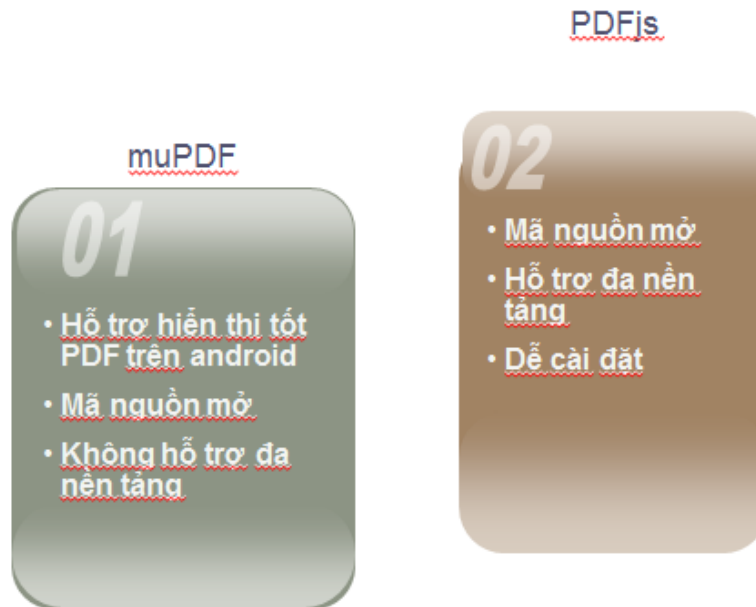 muPDF
01
• Hỗ trợ hiển thị tốt
PDF trên android
• Mã nguồn mở
• Không hỗ trợ đa
nền tảng
PDFjs
02
• Mã nguồn mở
• Hỗ trợ đa nền
tảng
• Dễ cài đặt